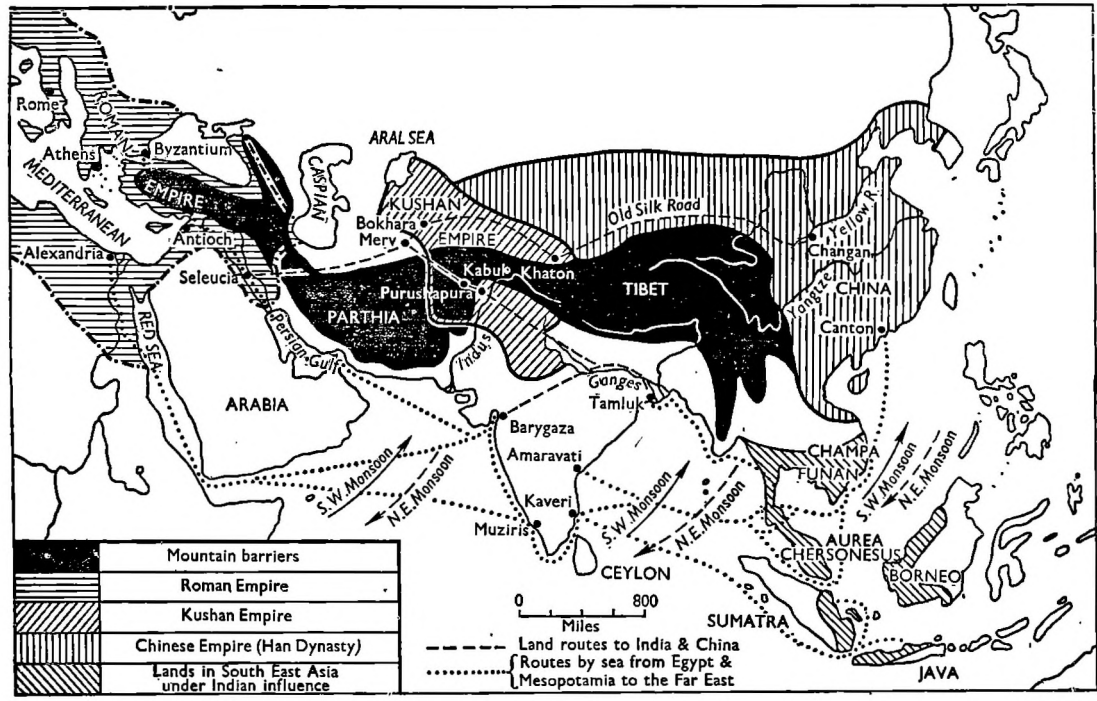 Rome
ROMAN
EMPIRE
Athens
Byzantium
MEDITERRANEAN
Alexandria
Antioch
Seleucia
RED SEA
Persian Gulf
ARABIA
CASPIAN
ARAL SEA
KUSHAN
EMPIRE
Bokhara
Merv
Kabul
Khaton
Purushapura
PARTHIA
Indus
TIBET
Old Silk Road
Yellow R.
Changan
Yangtze
CHINA
Canton
Ganges
Tamluk
Barygaza
Amaravati
Kaveri
Muziris
CEYLON
S.W. Monsoon
N.E. Monsoon
S.W. Monsoon
N.E. Monsoon
S.W. Monsoon
N.E. Monsoon
CHAMPA
FUNAN
AUREA
CHERSONESUS
BORNEO
SUMATRA
JAVA
Mountain barriers
Roman Empire
Kushan Empire
Chinese Empire (Han Dynasty)
Lands in South East Asia
under Indian influence
0 800
Miles
Land routes to India & China
Routes by sea from Egypt &
Mesopotamia to the Far East